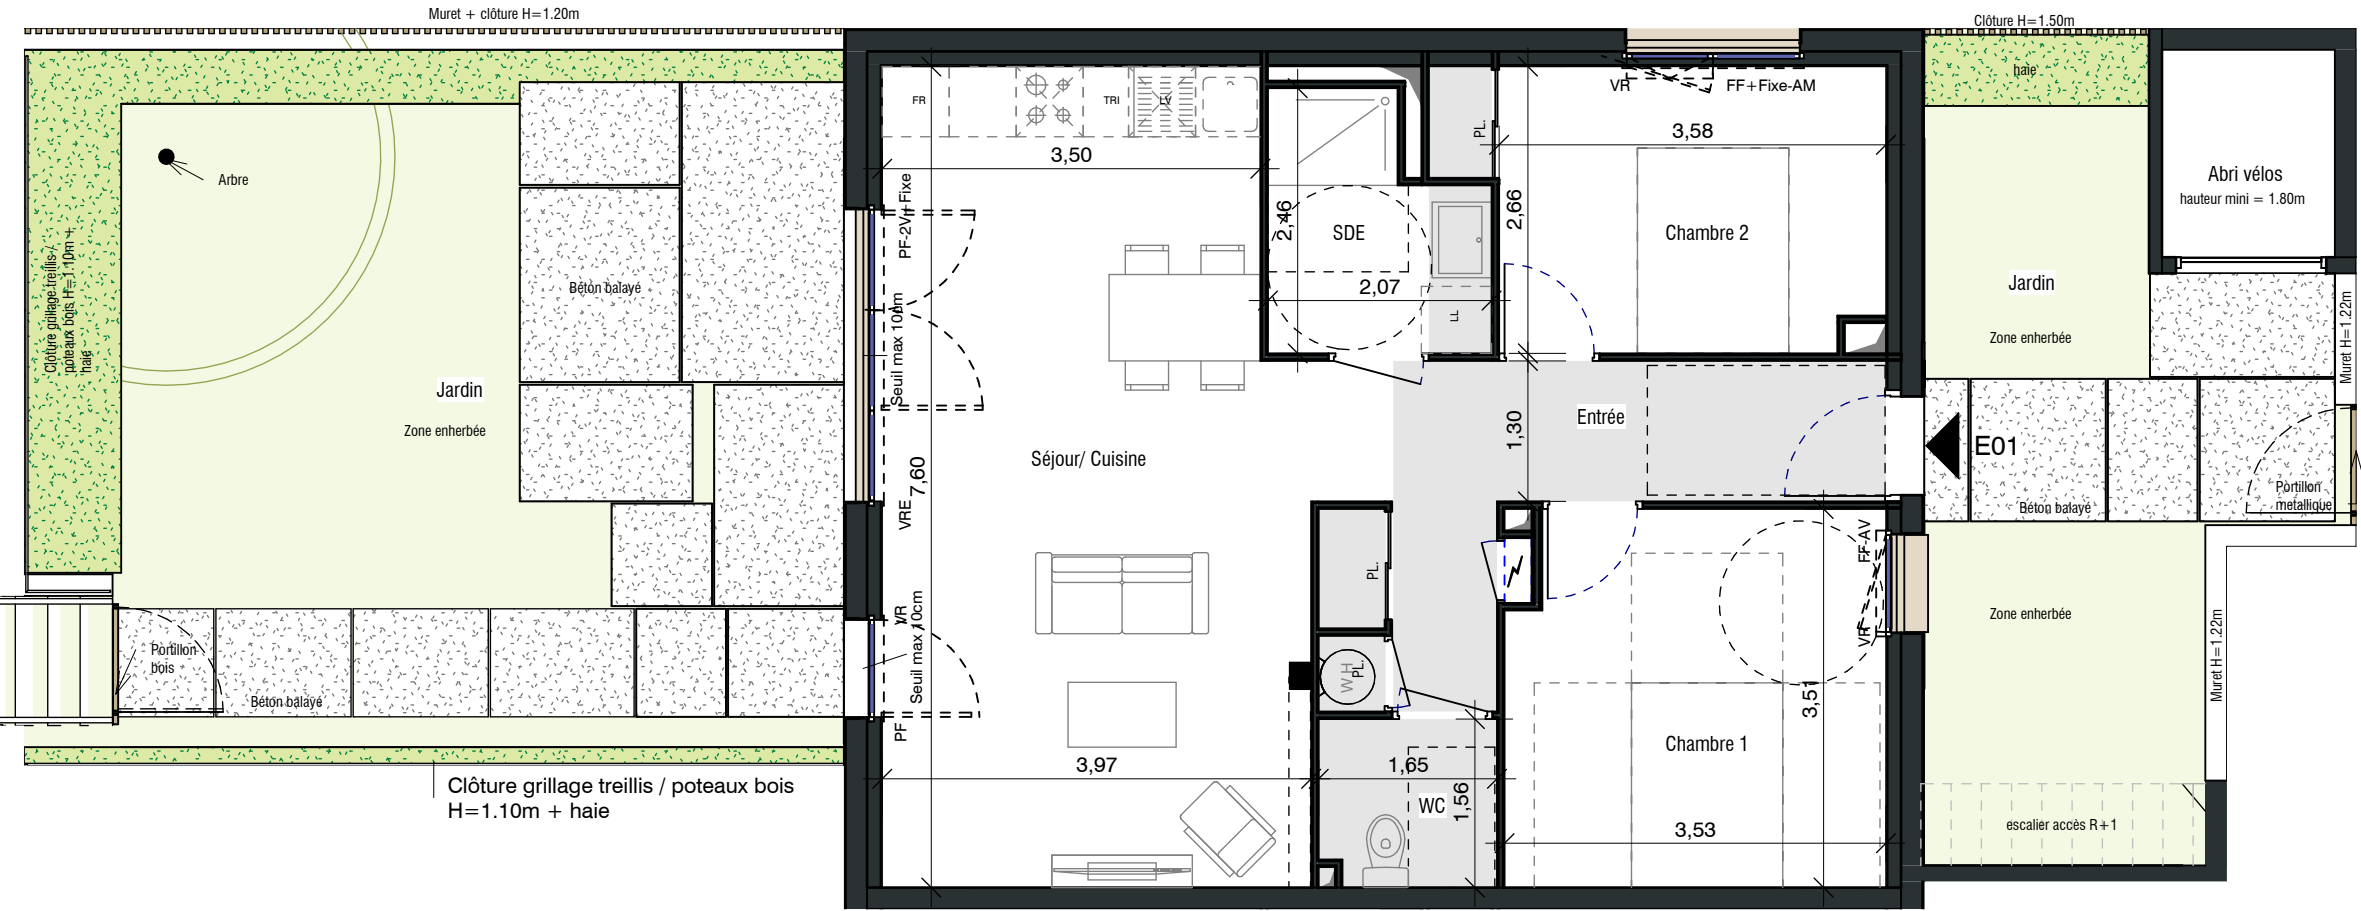 Muret + clôture H=1.20m
Clôture H=1.50m
haie
Abri vélos
hauteur mini = 1.80m
Jardin
Zone enherbée
Muret H=1.22m
Arbre
Clôture grillage treillis /
poteaux bois H=1.10m +
haie
Béton balayé
Jardin
Zone enherbée
Portillon
bois
Béton balayé
Clôture grillage treillis / poteaux bois
H=1.10m + haie
FR
TRI
LV
3,50
PF-2V+Fixe
Seuil max 10cm
VRE
7,60
VR
Seuil max 10cm
PF
Séjour/ Cuisine
3,97
2,46
SDE
2,07
LL
PL.
VR
FF+Fixe-AM
3,58
2,66
Chambre 2
1,30
Entrée
E01
PL.
WH
PL.
1,65
WC
1,56
FF-AV
VR
3,51
Chambre 1
3,53
Béton balayé
Portillon
métallique
Zone enherbée
Muret H=1.22m
escalier accès R+1